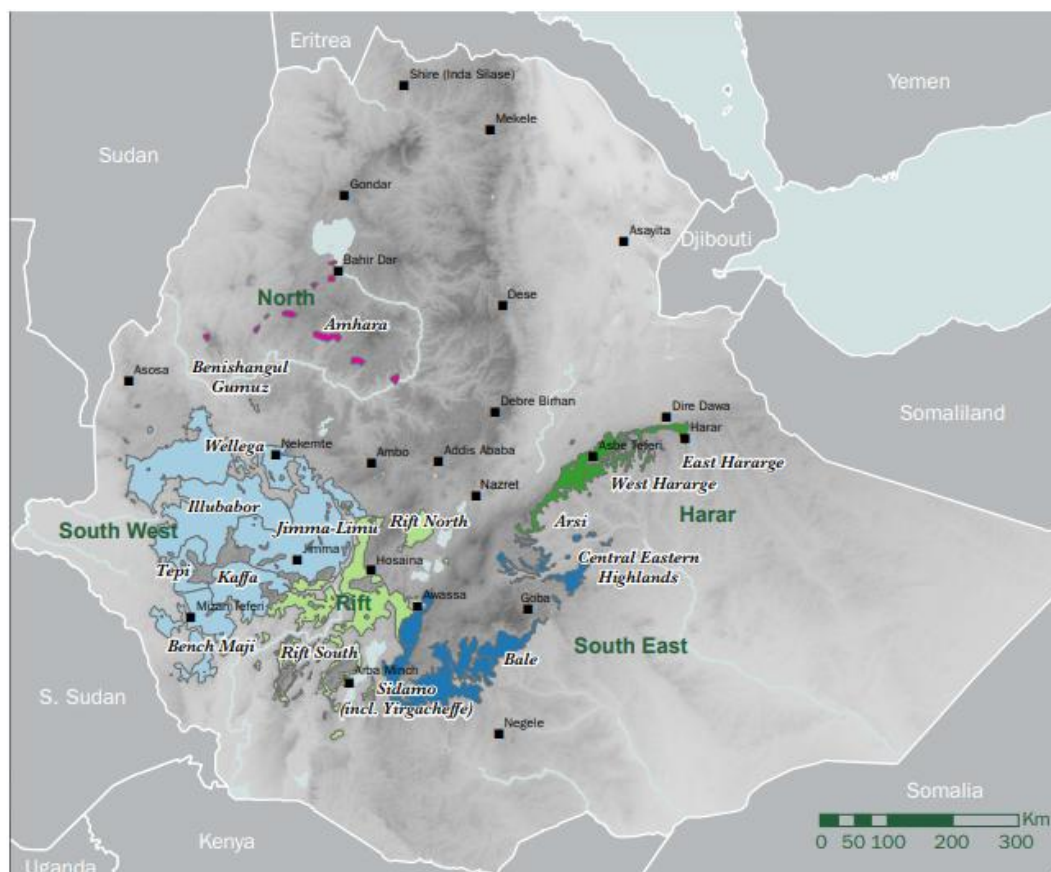 Eritrea
Yemen
Shire (Inda Silase)
Mekele
Sudan
Gondar
Asayita
Djibouti
Bahir Dar
North
Dese
Amhara
Benishangul
Gumuz
Asosa
Somaliland
Debre Birhan
Dire Dawa
Harar
Wellega
Nekemte
Ambo
Addis Ababa
Asbe Teferi
East Hararge
West Hararge
Illubabor
Nazret
South West
Jimma-Limu
Rift North
Arsi
Harar
Jimma
Hosaina
Central Eastern
Highlands
Tepi
Kaffa
Rift
Awassa
Goba
Mizan Teferi
Bench Maji
Rift South
Bale
South East
Arba Minch
Sidamo
(incl. Yirgacheffe)
S. Sudan
Negele
Somalia
Kenya
Uganda
Km
0 50 100 200 300